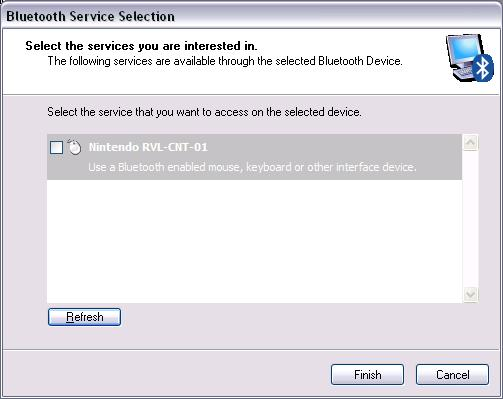 Bluetooth Service Selection
Select the services you are interested in.
The following services are available through the selected Bluetooth Device.
Select the service that you want to access on the selected device.
Nintendo RVL-CNT-01
Use a Bluetooth enabled mouse, keyboard or other interface device.
Refresh
Finish
Cancel